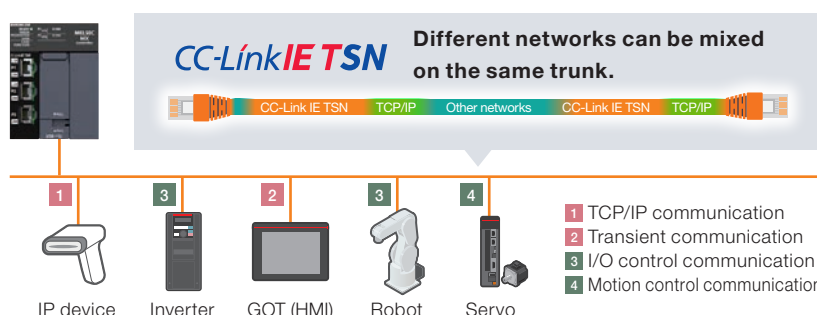 CC-Link IE TSN
Different networks can be mixed
on the same trunk.
CC-Link IE TSN TCP/IP Other networks CC-Link IE TSN TCP/IP
1 3 2 3 4
1 TCP/IP communication
2 Transient communication
3 I/O control communication
4 Motion control communication
IP device Inverter GOT (HMI) Robot Servo